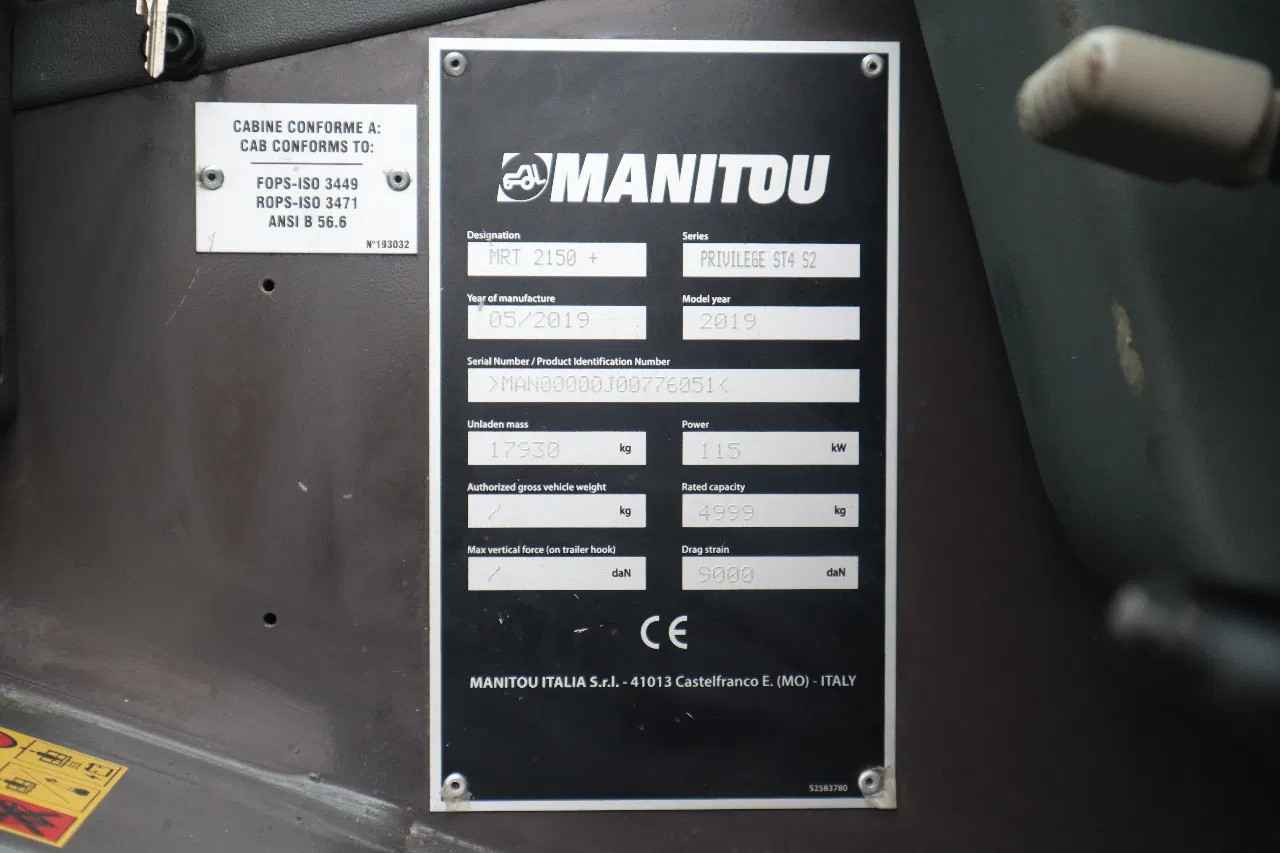 CABINE CONFORME A:
CAB CONFORMS TO:
FOPS-ISO 3449
ROPS-ISO 3471
ANSI B 56.6
N°193032
MANITOU
Designation Series
MRT 2150 + PRIVILEGE ST4 S2
Year of manufacture Model year
05/2019 2019
Serial Number / Product Identification Number
>MAN00000J00776051<
Unladen mass Power
17930 kg 115 kW
Authorized gross vehicle weight Rated capacity
/ kg 4999 kg
Max vertical force (on trailer hook) Drag strain
/ daN 9000 daN
CE
MANITOU ITALIA S.r.l. - 41013 Castelfranco E. (MO) - ITALY
52583780